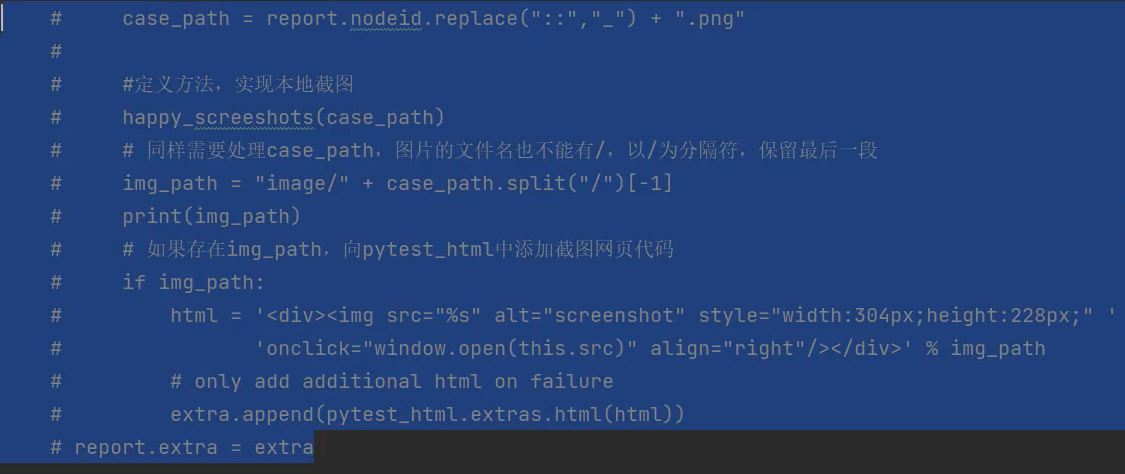 #     case_path = report.nodeid.replace("::","_") + ".png"
#
#     #定义方法，实现本地截图
#     happy_screeshots(case_path)
#     # 同样需要处理case_path，图片的文件名也不能有/，以/为分隔符，保留最后一段
#     img_path = "image/" + case_path.split("/")[-1]
#     print(img_path)
#     # 如果存在img_path，向pytest_html中添加截图网页代码
#     if img_path:
#         html = '<div><img src="%s" alt="screenshot" style="width:304px;height:228px;" '
#                'onclick="window.open(this.src)" align="right"/></div>' % img_path
#         # only add additional html on failure
#         extra.append(pytest_html.extras.html(html))
# report.extra = extra